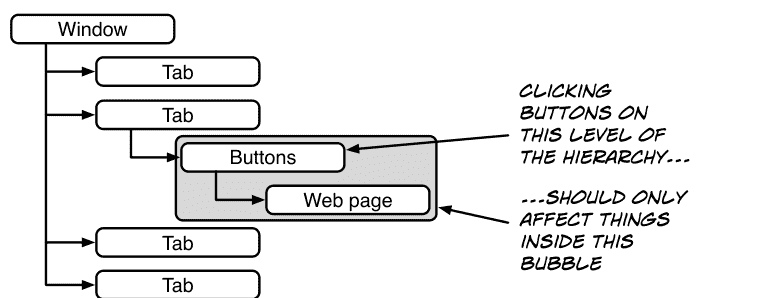 Window
Tab
Tab
Buttons
Web page
Tab
Tab
CLICKING
BUTTONS ON
THIS LEVEL OF
THE HIERARCHY...
...SHOULD ONLY
AFFECT THINGS
INSIDE THIS
BUBBLE